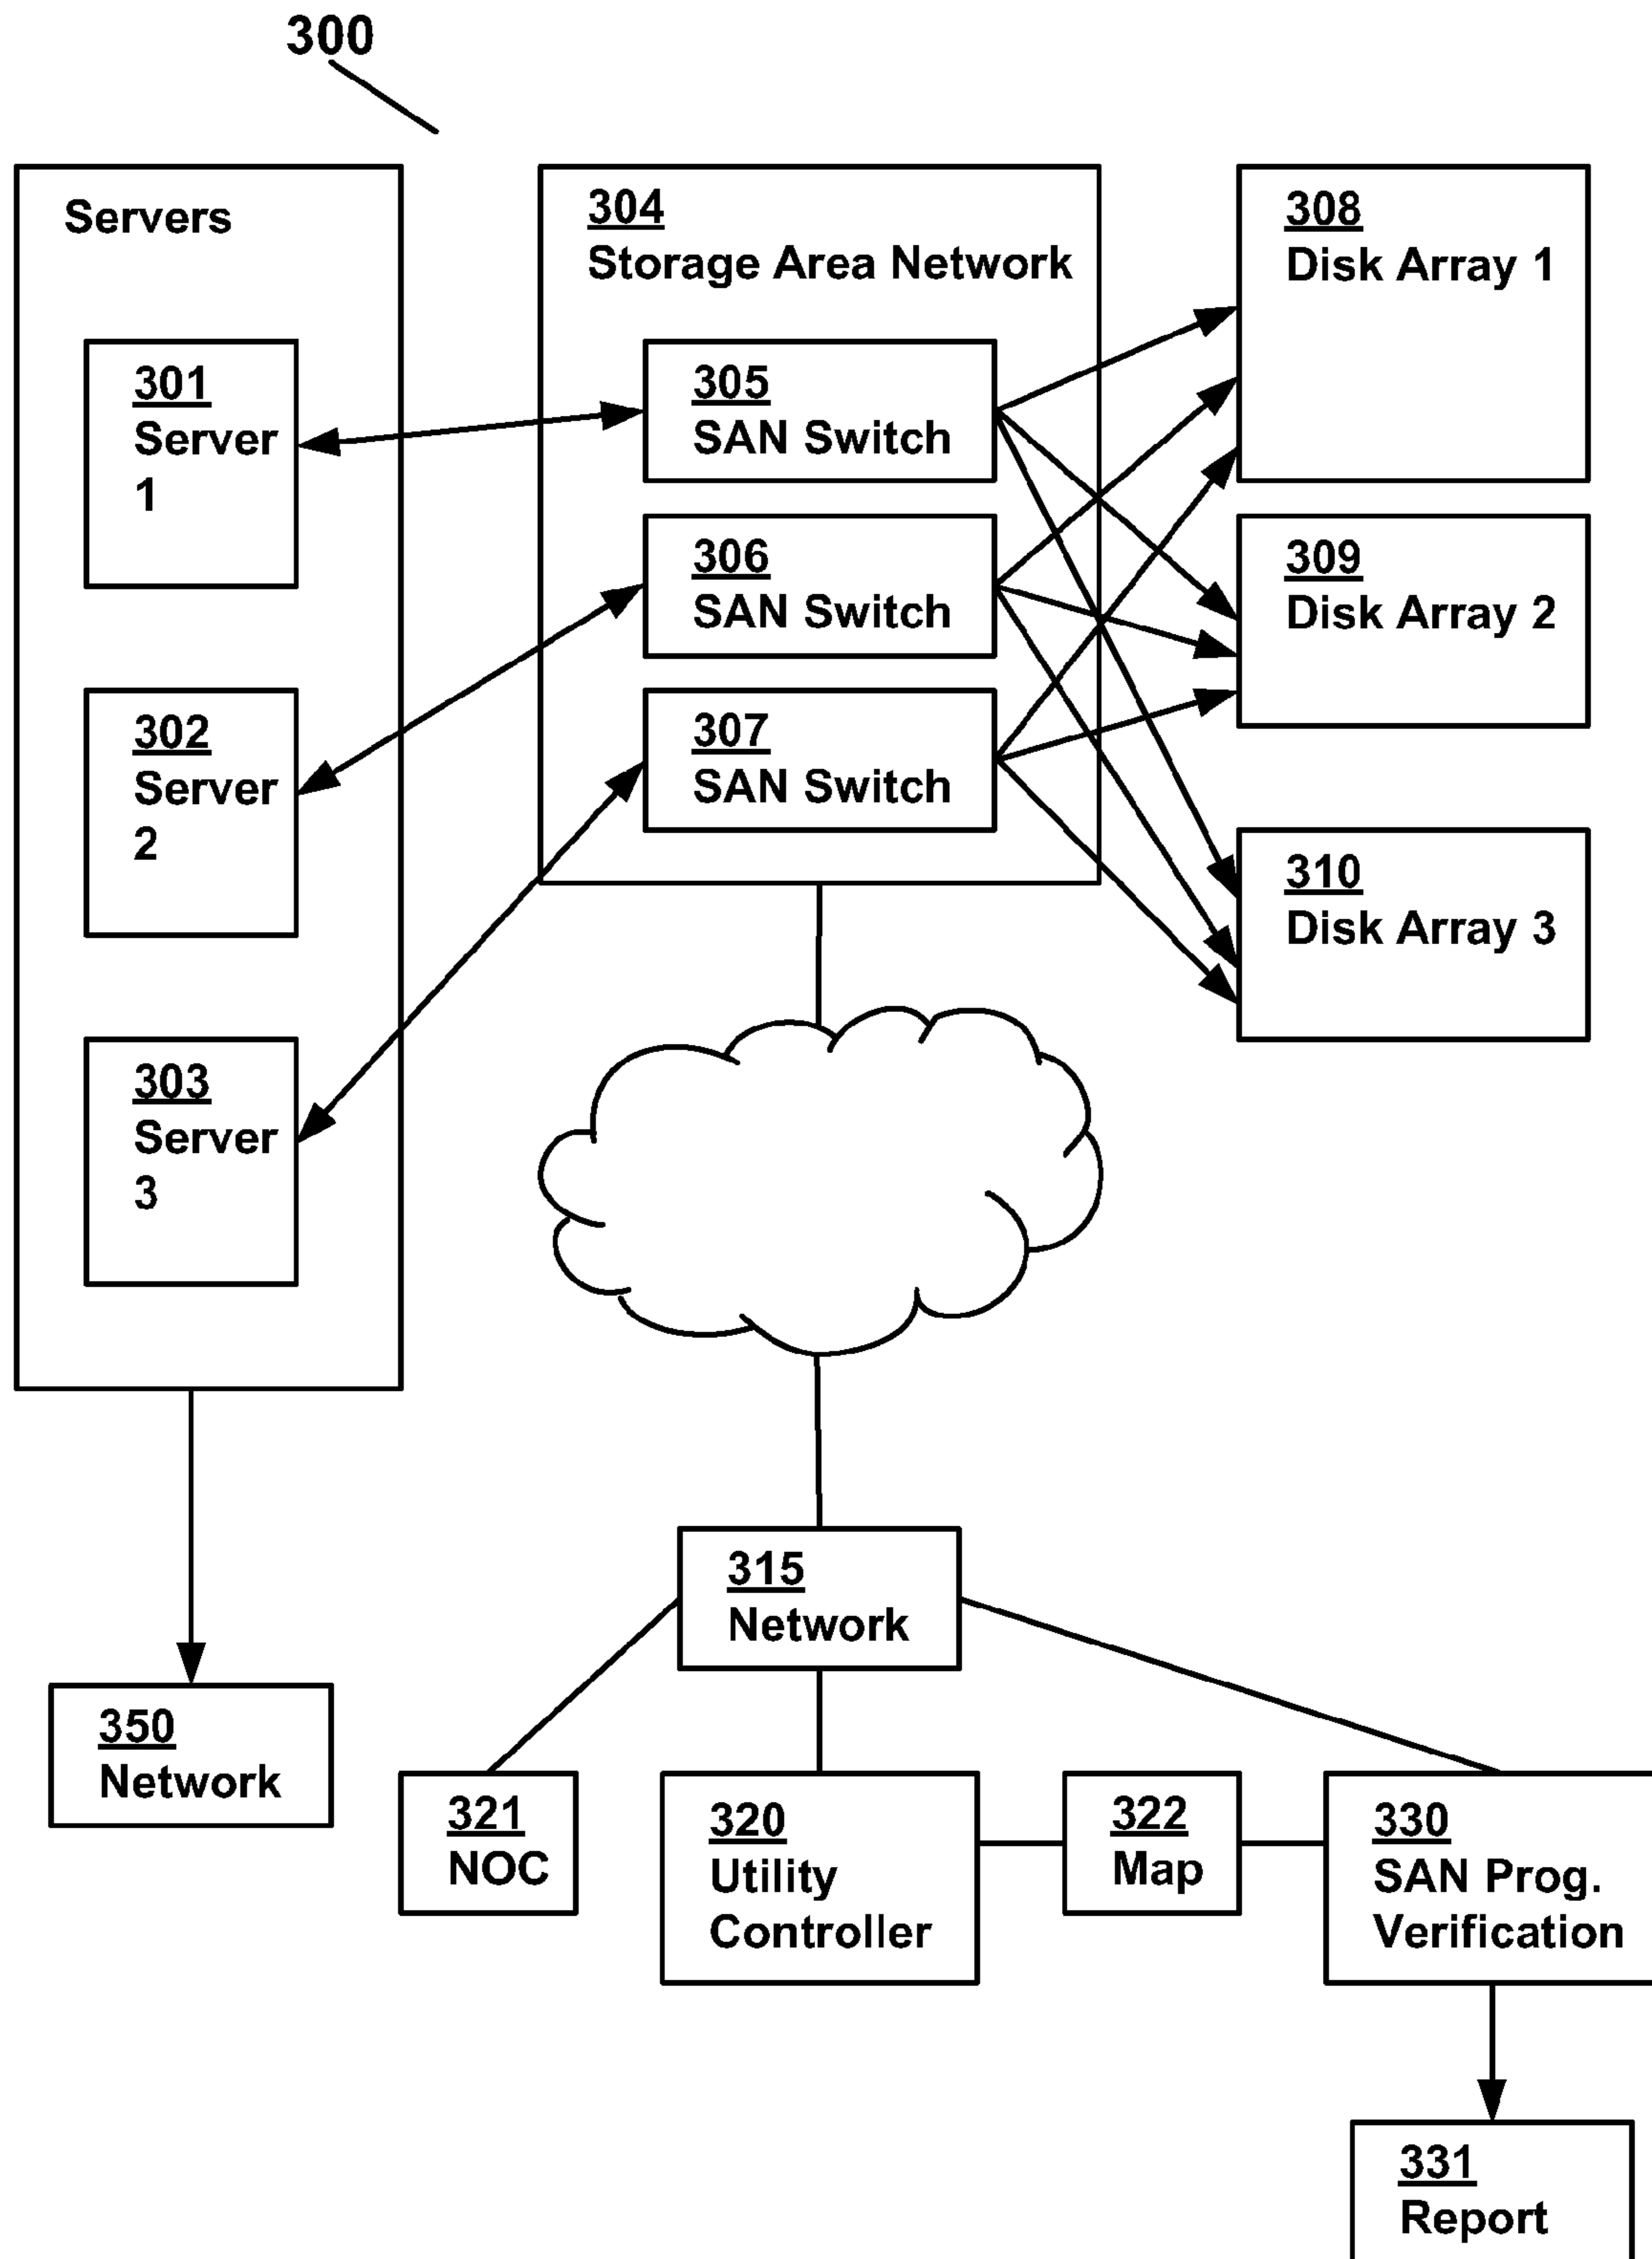 300
Servers
301
Server
1
302
Server
2
303
Server
3
304
Storage Area Network
305
SAN Switch
306
SAN Switch
307
SAN Switch
308
Disk Array 1
309
Disk Array 2
310
Disk Array 3
315
Network
350
Network
321
NOC
320
Utility
Controller
322
Map
330
SAN Prog.
Verification
331
Report